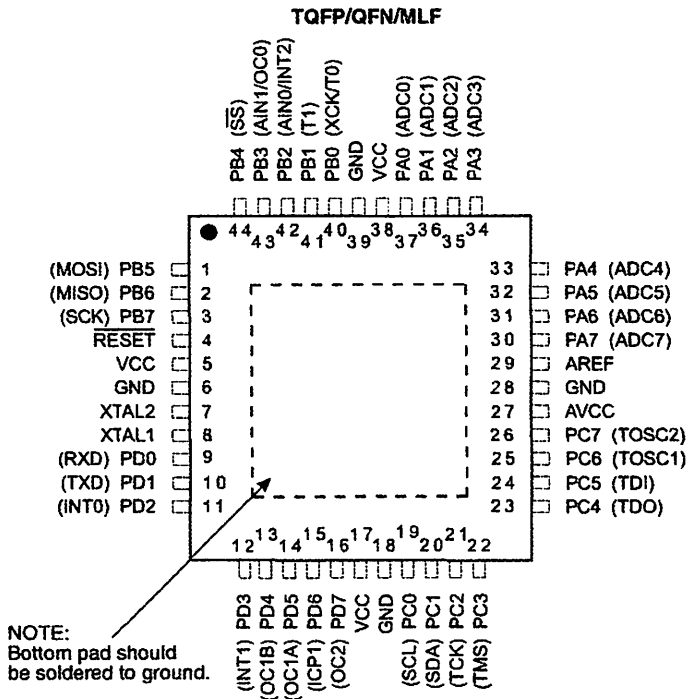 TQFP/QFN/MLF
PB4 (SS)
PB3 (AIN1/OC0)
PB2 (AIN0/INT2)
PB1 (T1)
PB0 (XCK/T0)
GND
VCC
PA0 (ADC0)
PA1 (ADC1)
PA2 (ADC2)
PA3 (ADC3)
44 43 42 41 40 39 38 37 36 35 34
(MOSI) PB5 1
(MISO) PB6 2
(SCK) PB7 3
RESET 4
VCC 5
GND 6
XTAL2 7
XTAL1 8
(RXD) PD0 9
(TXD) PD1 10
(INT0) PD2 11
33 PA4 (ADC4)
32 PA5 (ADC5)
31 PA6 (ADC6)
30 PA7 (ADC7)
29 AREF
28 GND
27 AVCC
26 PC7 (TOSC2)
25 PC6 (TOSC1)
24 PC5 (TDI)
23 PC4 (TDO)
12 13 14 15 16 17 18 19 20 21 22
(INT1) PD3
(OC1B) PD4
(OC1A) PD5
(ICP1) PD6
(OC2) PD7
VCC
GND
(SCL) PC0
(SDA) PC1
(TCK) PC2
(TMS) PC3
NOTE:
Bottom pad should
be soldered to ground.